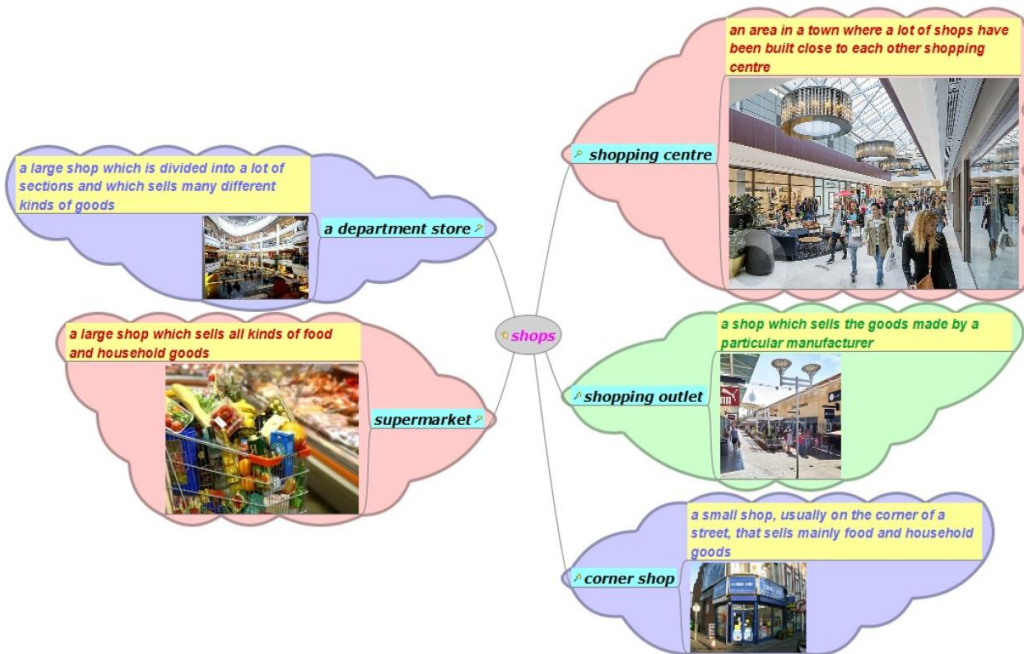 an area in a town where a lot of shops have
been built close to each other shopping
centre
shopping centre
a large shop which is divided into a lot of
sections and which sells many different
kinds of goods
a department store
shops
a large shop which sells all kinds of food
and household goods
supermarket
a shop which sells the goods made by a
particular manufacturer
shopping outlet
a small shop, usually on the corner of a
street, that sells mainly food and household
goods
corner shop